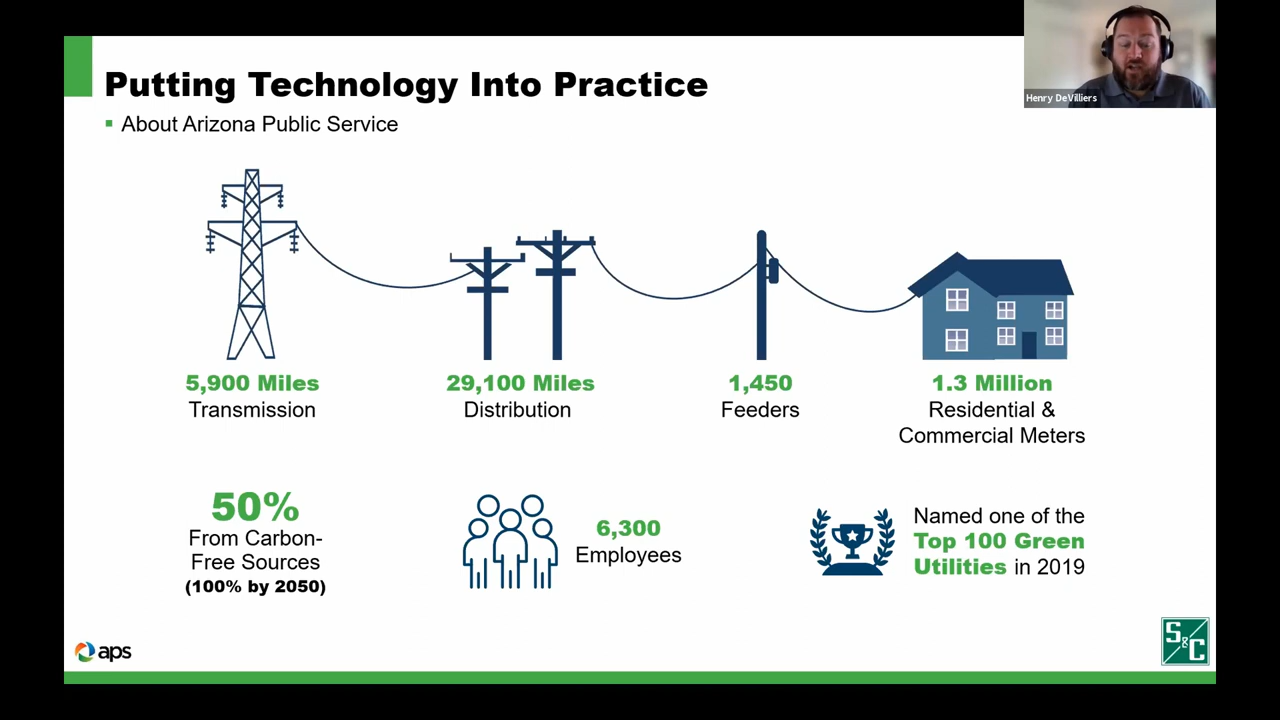 Putting Technology Into Practice
Henry DeVilliers
About Arizona Public Service
5,900 Miles
Transmission
29,100 Miles
Distribution
1,450
Feeders
1.3 Million
Residential &
Commercial Meters
50%
From Carbon-
Free Sources
(100% by 2050)
6,300
Employees
Named one of the
Top 100 Green
Utilities in 2019
aps
S&C